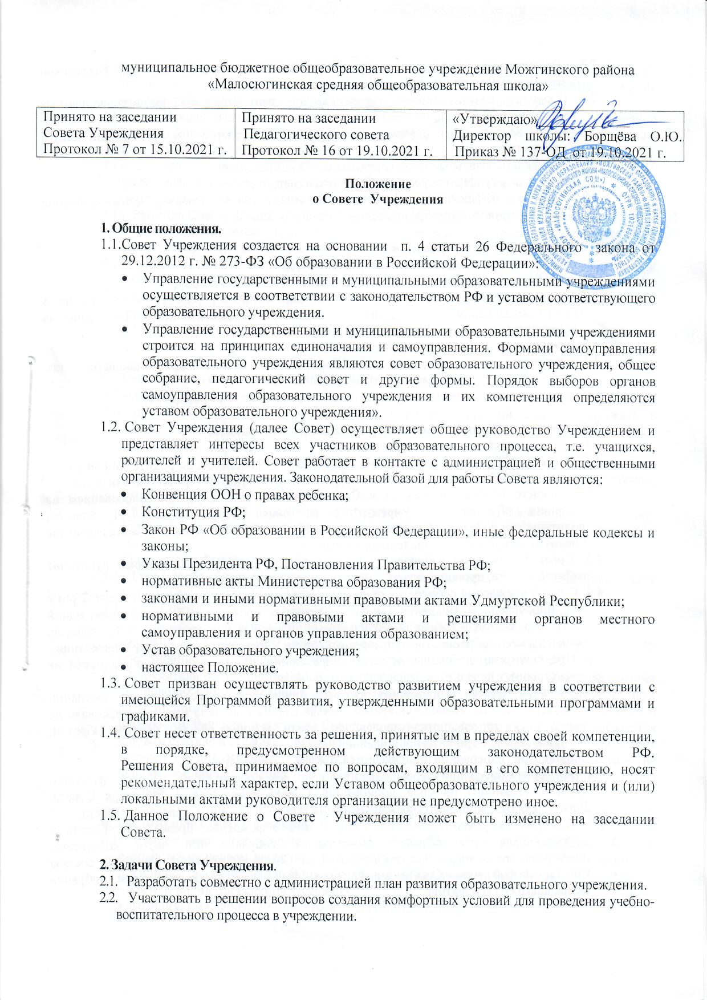 муниципальное бюджетное общеобразовательное учреждение Можгинского района
«Малосюгинская средняя общеобразовательная школа»
Принято на заседании
Совета Учреждения
Протокол № 7 от 15.10.2021 г.
Принято на заседании
Педагогического совета
Протокол № 16 от 19.10.2021 г.
«Утверждаю»
Директор школы: Борщёва О.Ю.
Приказ № 137-ОД от 19.10.2021 г.
Положение
о Совете Учреждения
1. Общие положения.
1.1.Совет Учреждения создается на основании п. 4 статьи 26 Федерального закона от
29.12.2012 г. № 273-ФЗ «Об образовании в Российской Федерации»:
• Управление государственными и муниципальными образовательными учреждениями
осуществляется в соответствии с законодательством РФ и уставом соответствующего
образовательного учреждения.
• Управление государственными и муниципальными образовательными учреждениями
строится на принципах единоначалия и самоуправления. Формами самоуправления
образовательного учреждения являются совет образовательного учреждения, общее
собрание, педагогический совет и другие формы. Порядок выборов органов
самоуправления образовательного учреждения и их компетенция определяются
уставом образовательного учреждения».
1.2. Совет Учреждения (далее Совет) осуществляет общее руководство Учреждением и
представляет интересы всех участников образовательного процесса, т.е. учащихся,
родителей и учителей. Совет работает в контакте с администрацией и общественными
организациями учреждения. Законодательной базой для работы Совета являются:
• Конвенция ООН о правах ребенка;
• Конституция РФ;
• Закон РФ «Об образовании в Российской Федерации», иные федеральные кодексы и
законы;
• Указы Президента РФ, Постановления Правительства РФ;
• нормативные акты Министерства образования РФ;
• законами и иными нормативными правовыми актами Удмуртской Республики;
• нормативными и правовыми актами и решениями органов местного
самоуправления и органов управления образованием;
• Устав образовательного учреждения;
• настоящее Положение.
1.3. Совет призван осуществлять руководство развитием учреждения в соответствии с
имеющейся Программой развития, утвержденными образовательными программами и
графиками.
1.4. Совет несет ответственность за решения, принятые им в пределах своей компетенции,
в порядке, предусмотренном действующим законодательством РФ.
Решения Совета, принимаемое по вопросам, входящим в его компетенцию, носят
рекомендательный характер, если Уставом общеобразовательного учреждения и (или)
локальными актами руководителя организации не предусмотрено иное.
1.5. Данное Положение о Совете Учреждения может быть изменено на заседании
Совета.
2. Задачи Совета Учреждения.
2.1. Разработать совместно с администрацией план развития образовательного учреждения.
2.2. Участвовать в решении вопросов создания комфортных условий для проведения учебно-
воспитательного процесса в учреждении.